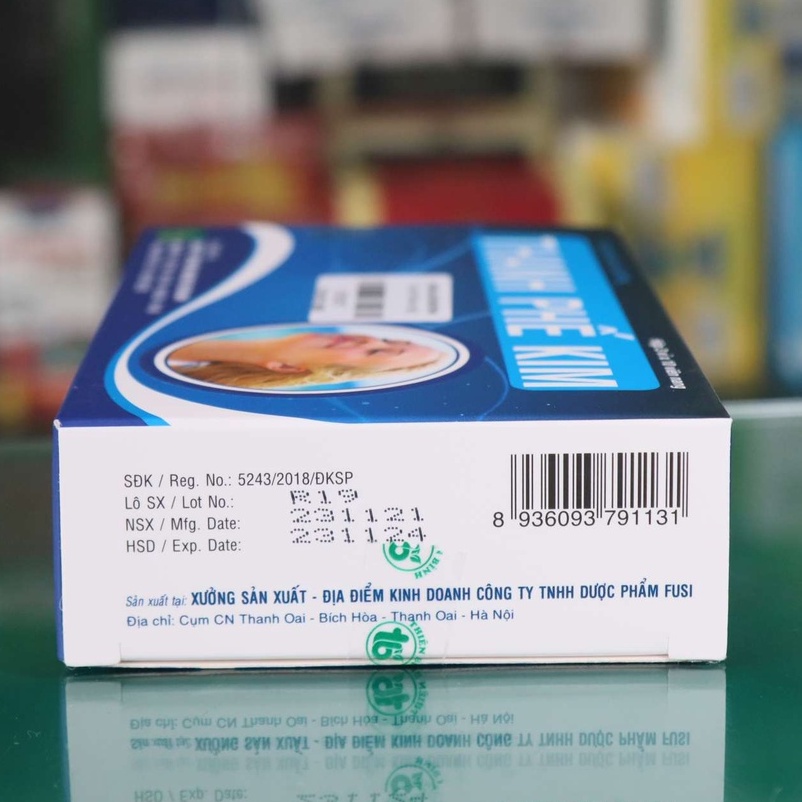 THANH PHẾ KIM
SĐK / Reg. No.: 5243/2018/ĐKSP
Lô SX / Lot No.: R19
NSX / Mfg. Date: 231121
HSD / Exp. Date: 231124
8 936093 791131
Sản xuất tại: XƯỞNG SẢN XUẤT - ĐỊA ĐIỂM KINH DOANH CÔNG TY TNHH DƯỢC PHẨM FUSI
Địa chỉ: Cụm CN Thanh Oai - Bích Hòa - Thanh Oai - Hà Nội